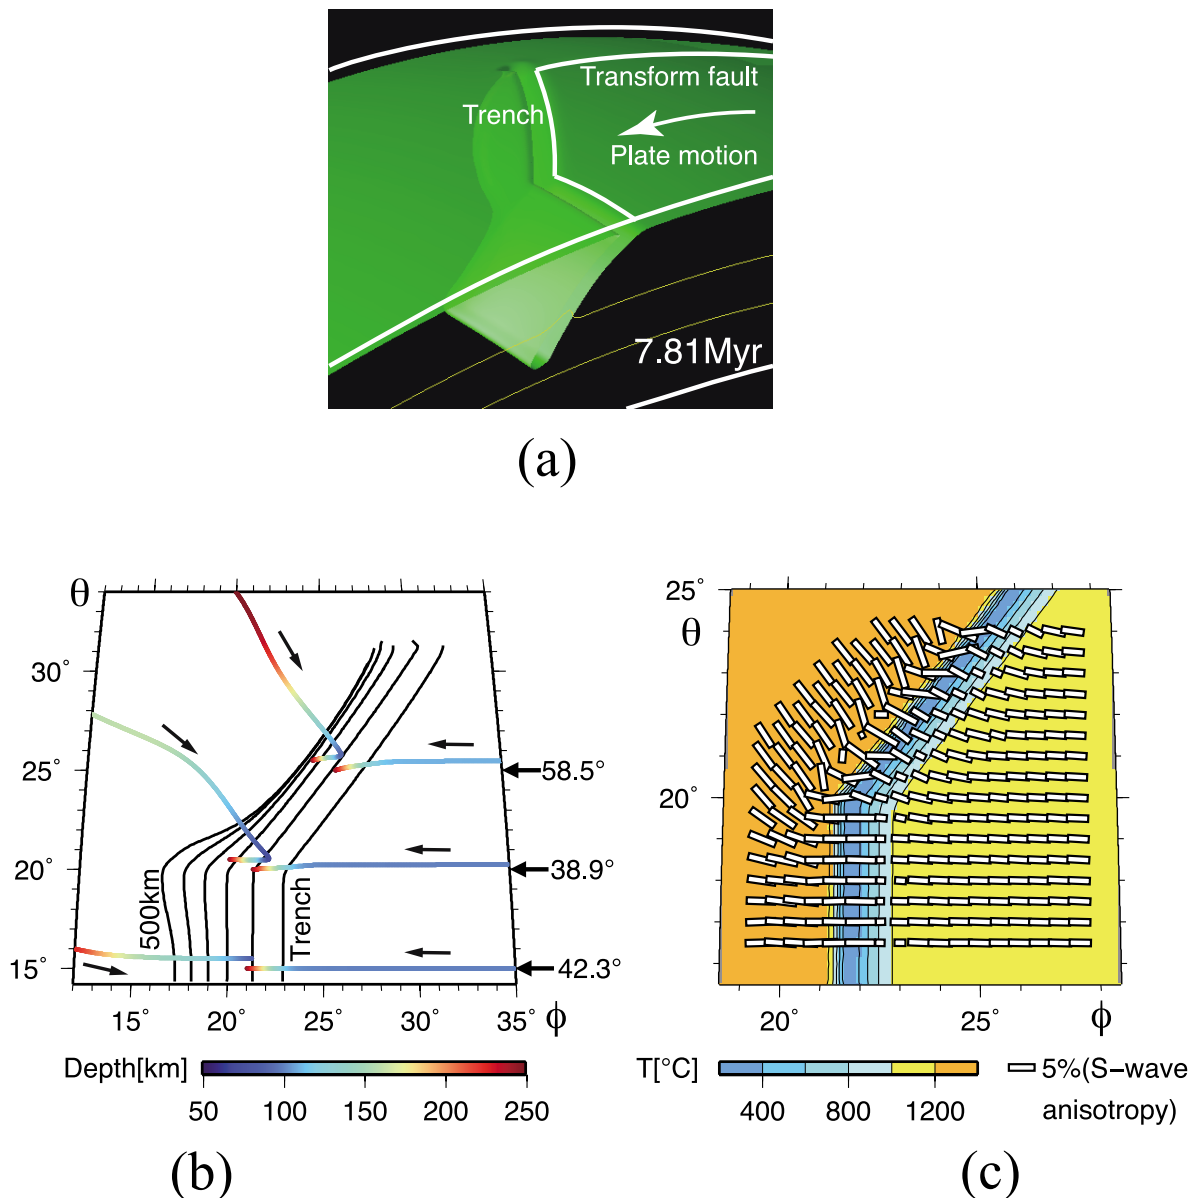 Transform fault
Trench
Plate motion
7.81Myr
(a)
θ
30°
25°
20°
15°
500km
Trench
58.5°
38.9°
42.3°
15° 20° 25° 30° 35° ϕ
Depth[km]
50 100 150 200 250
(b)
25°
θ
20°
20° 25° ϕ
T[°C]
400 800 1200
5%(S-wave
anisotropy)
(c)